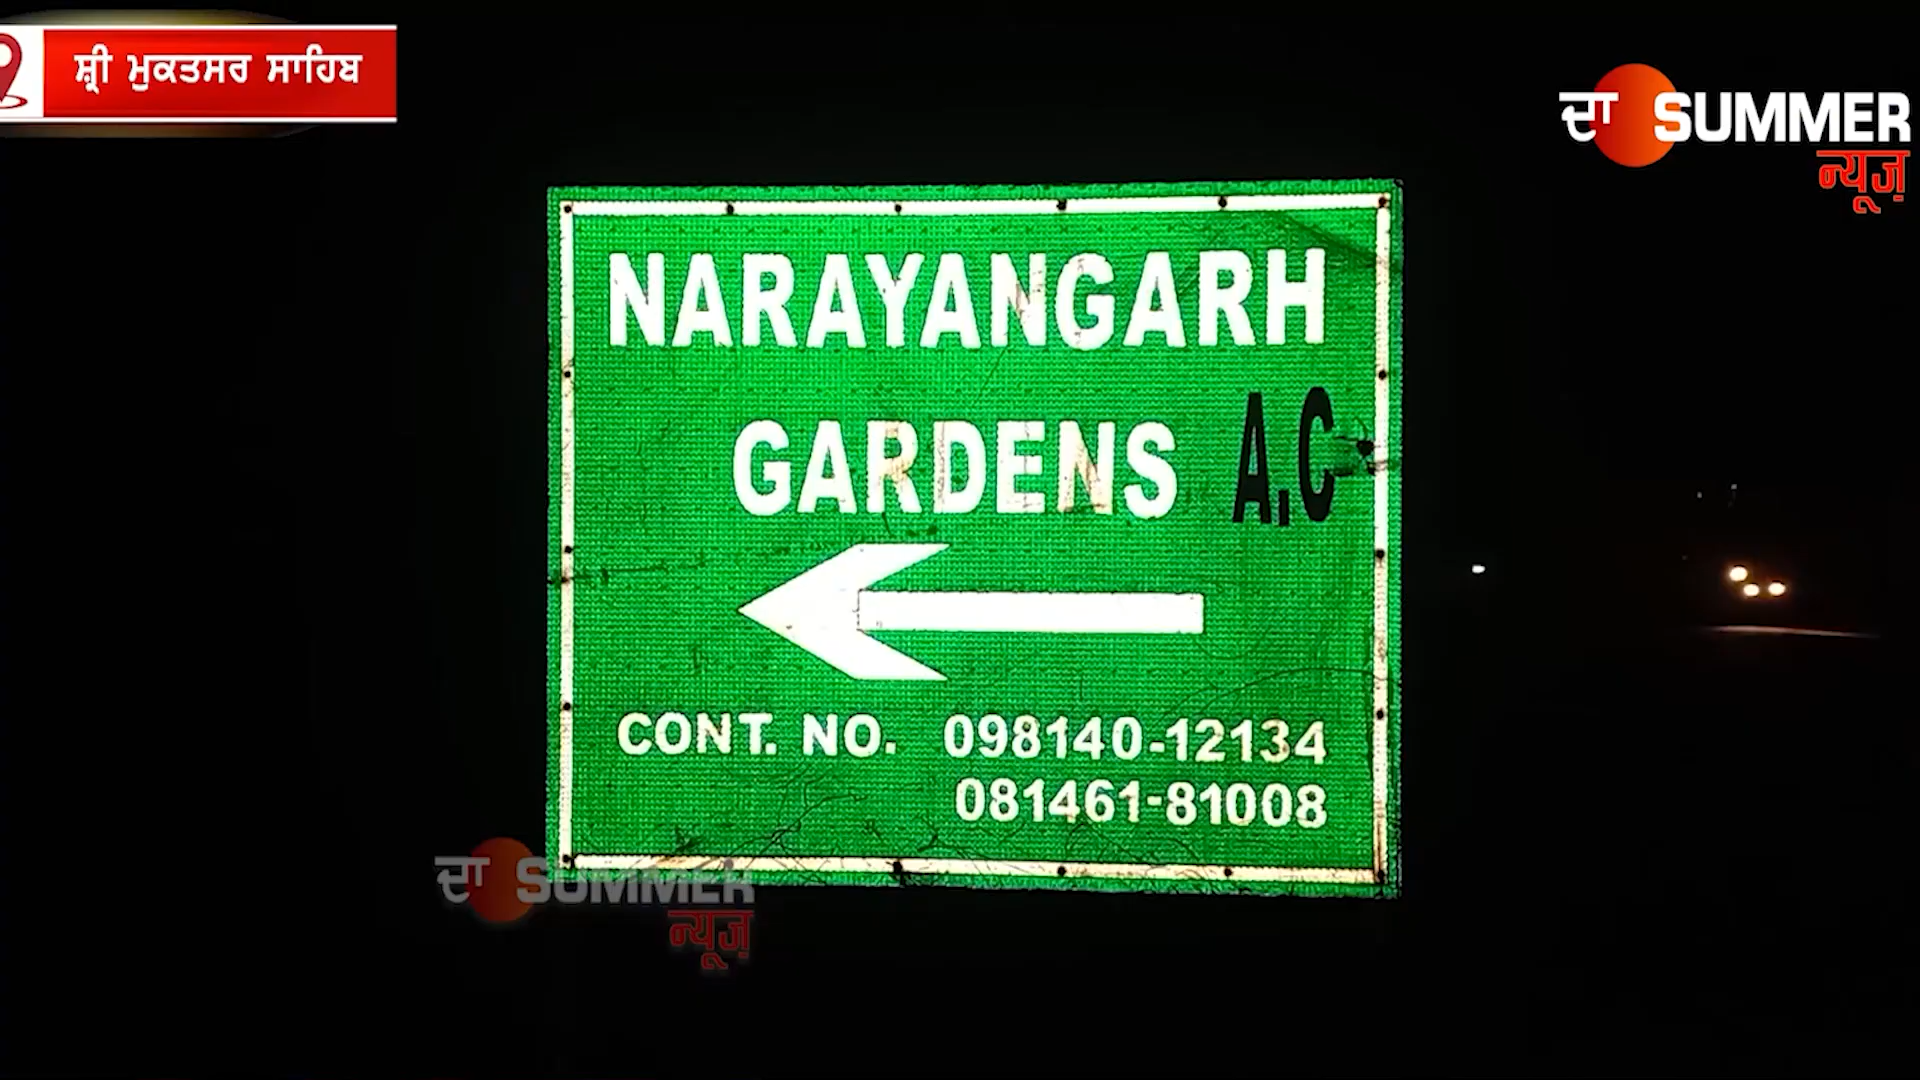 ਸ਼੍ਰੀ ਮੁਕਤਸਰ ਸਾਹਿਬ
ਦਾ SUMMER
न्यूज़
NARAYANGARH
GARDENS A.C
CONT. NO. 098140-12134
081461-81008
ਦਾ SUMMER
न्यूज़